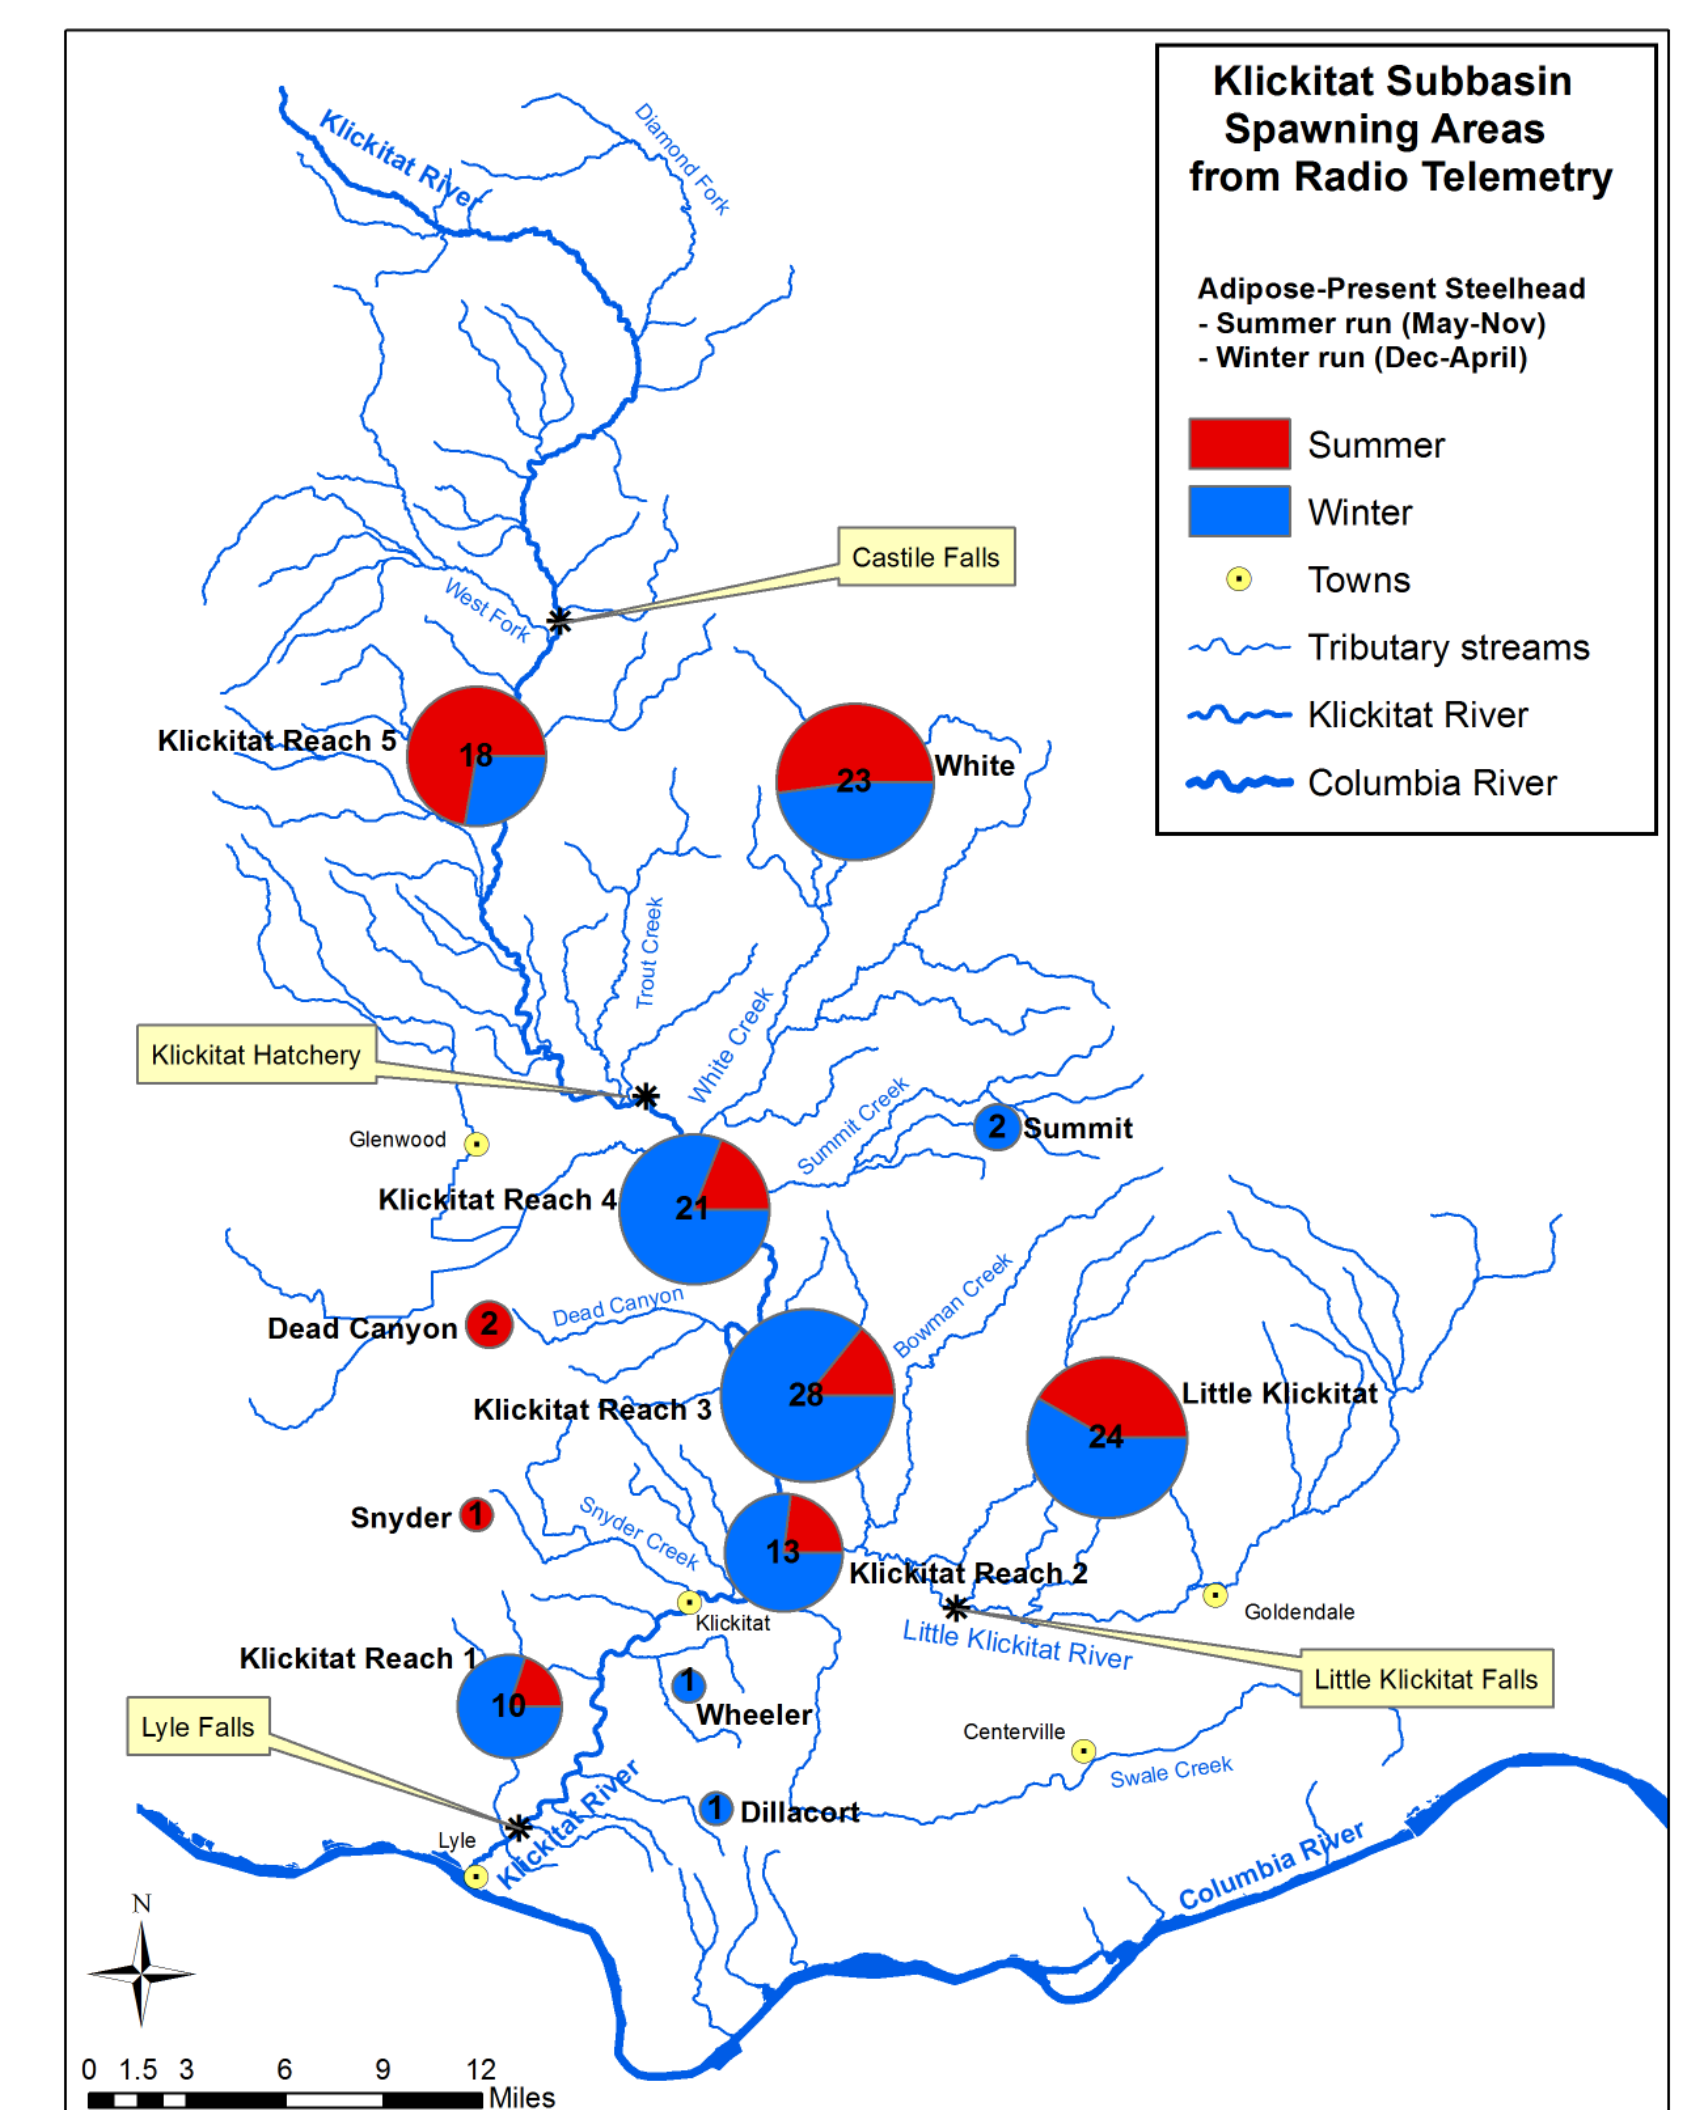 Klickitat Subbasin
Spawning Areas
from Radio Telemetry
Adipose-Present Steelhead
- Summer run (May-Nov)
- Winter run (Dec-April)
Summer
Winter
Towns
Tributary streams
Klickitat River
Columbia River
Klickitat River
Diamond Fork
Castile Falls
West Fork
Klickitat Reach 5
18
23
White
Trout Creek
White Creek
Klickitat Hatchery
Summit Creek
2
Summit
Glenwood
Klickitat Reach 4
21
Dead Canyon
Bowman Creek
Dead Canyon
2
28
Klickitat Reach 3
Little Klickitat
24
Snyder
1
Snyder Creek
13
Klickitat Reach 2
Klickitat
Goldendale
Little Klickitat River
Klickitat Reach 1
10
1
Wheeler
Little Klickitat Falls
Lyle Falls
Centerville
Swale Creek
1
Dillacort
Klickitat River
Lyle
Columbia River
N
0 1.5 3 6 9 12
Miles